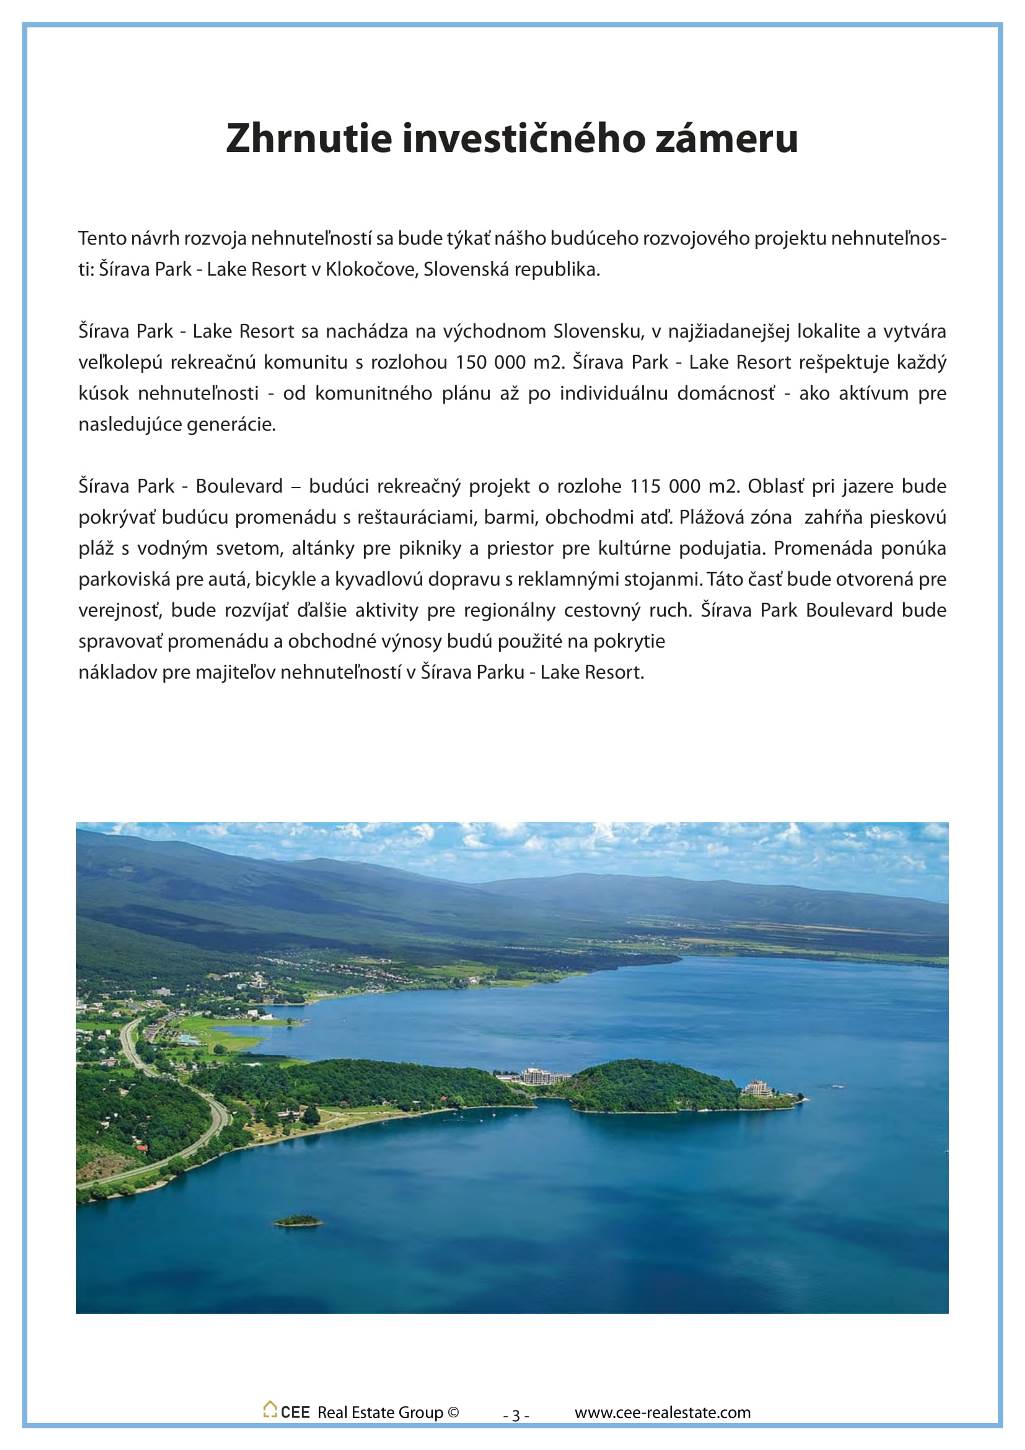 Zhrnutie investičného zámeru
Tento návrh rozvoja nehnuteľností sa bude týkať nášho budúceho rozvojového projektu nehnuteľnos-
ti: Šírava Park - Lake Resort v Klokočove, Slovenská republika.
Šírava Park - Lake Resort sa nachádza na východnom Slovensku, v najžiadanejšej lokalite a vytvára
veľkolepú rekreačnú komunitu s rozlohou 150 000 m2. Šírava Park - Lake Resort rešpektuje každý
kúsok nehnuteľnosti - od komunitného plánu až po individuálnu domácnosť - ako aktívum pre
nasledujúce generácie.
Šírava Park - Boulevard – budúci rekreačný projekt o rozlohe 115 000 m2. Oblasť pri jazere bude
pokrývať budúcu promenádu s reštauráciami, barmi, obchodmi atď. Plážová zóna  zahŕňa pieskovú
pláž s vodným svetom, altánky pre pikniky a priestor pre kultúrne podujatia. Promenáda ponúka
parkoviská pre autá, bicykle a kyvadlovú dopravu s reklamnými stojanmi. Táto časť bude otvorená pre
verejnosť, bude rozvíjať ďalšie aktivity pre regionálny cestovný ruch. Šírava Park Boulevard bude
spravovať promenádu a obchodné výnosy budú použité na pokrytie
nákladov pre majiteľov nehnuteľností v Šírava Parku - Lake Resort.
CEE Real Estate Group © - 3 - www.cee-realestate.com